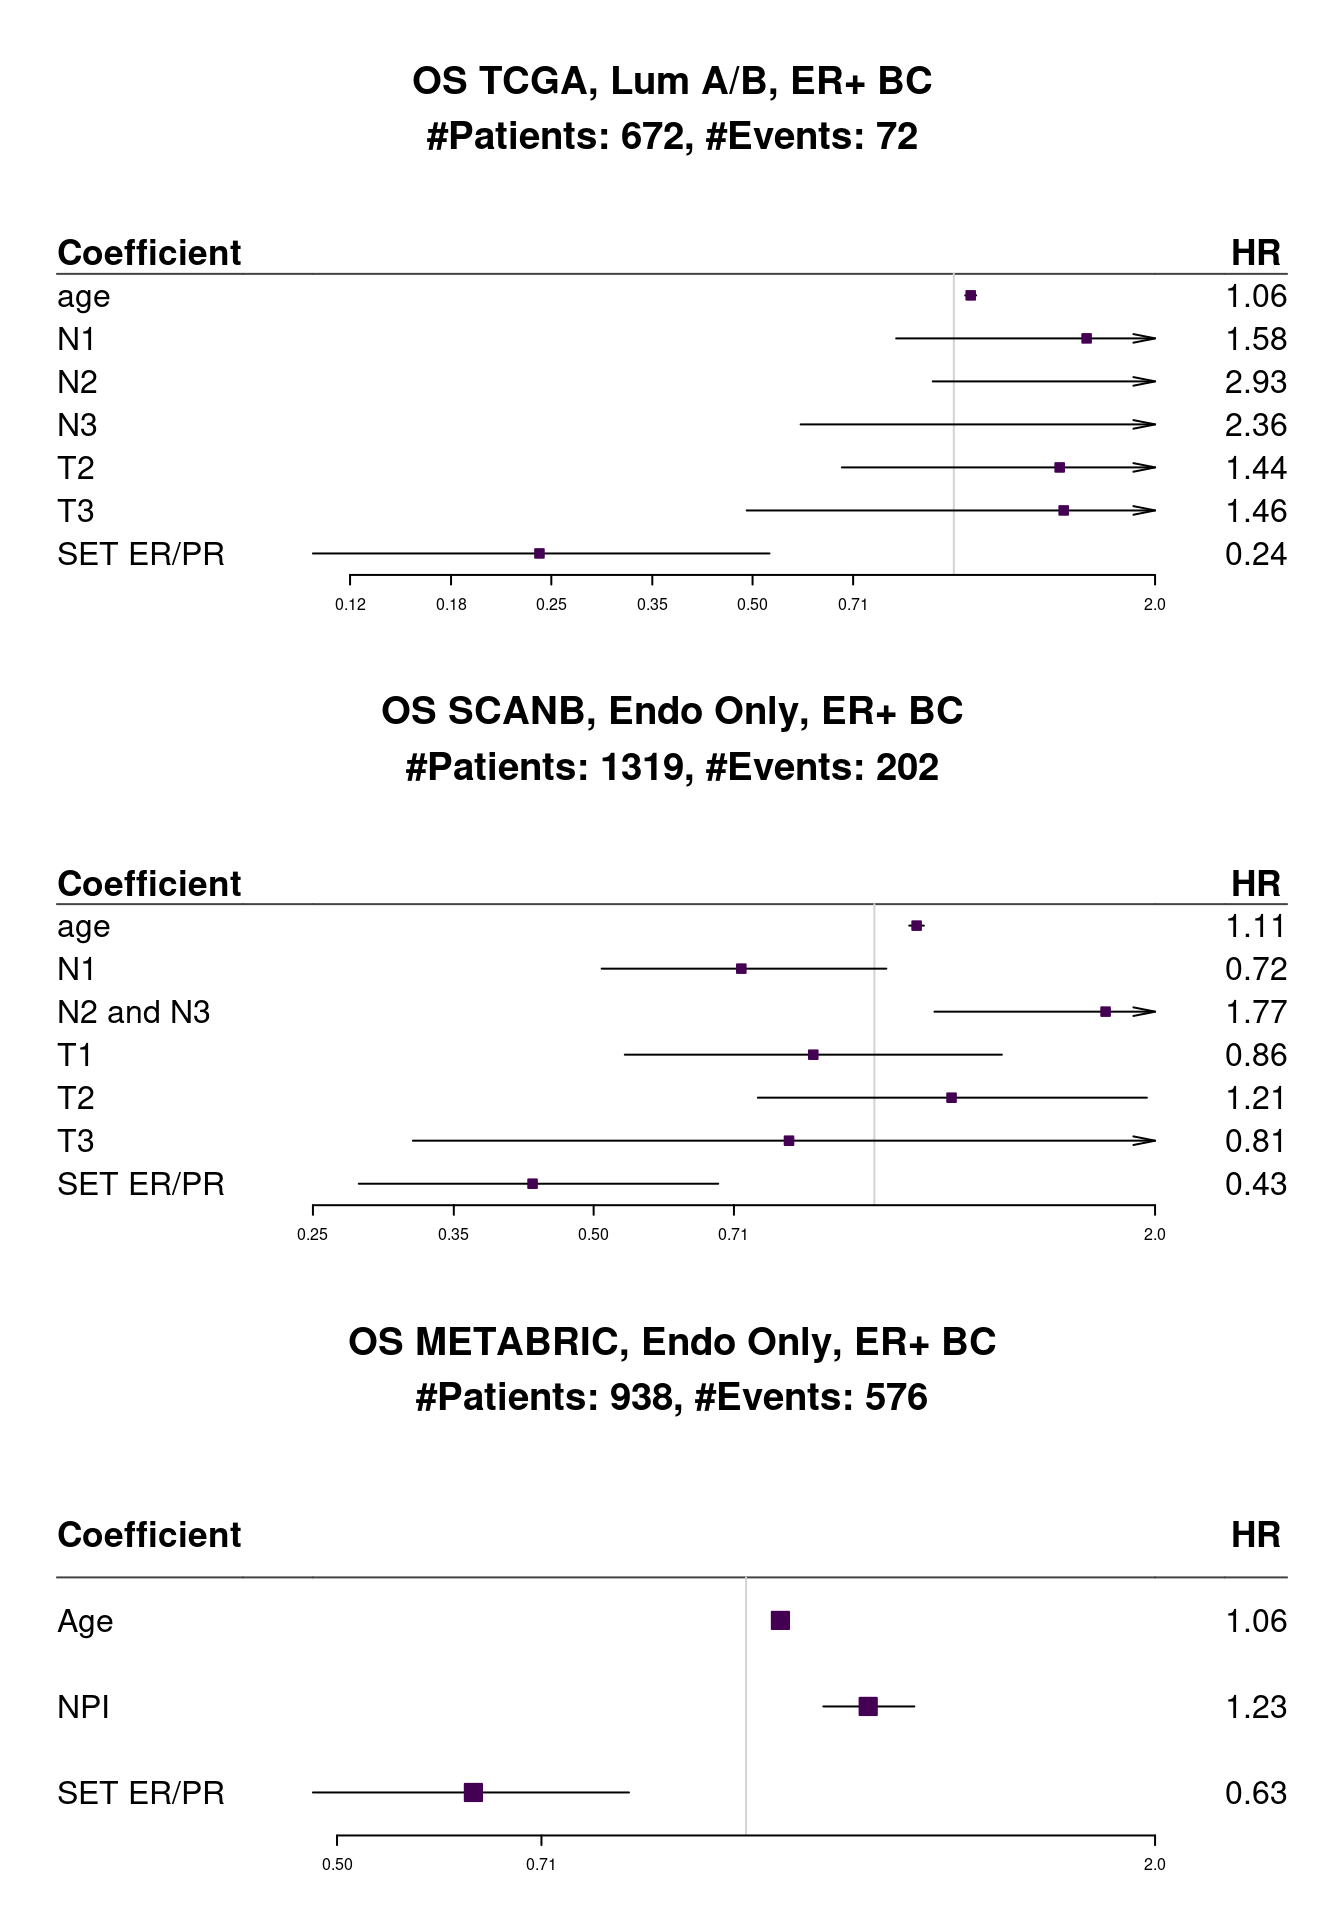 OS TCGA, Lum A/B, ER+ BC
#Patients: 672, #Events: 72
Coefficient HR
age 1.06
N1 1.58
N2 2.93
N3 2.36
T2 1.44
T3 1.46
SET ER/PR 0.24
0.12 0.18 0.25 0.35 0.50 0.71 2.0
OS SCANB, Endo Only, ER+ BC
#Patients: 1319, #Events: 202
Coefficient HR
age 1.11
N1 0.72
N2 and N3 1.77
T1 0.86
T2 1.21
T3 0.81
SET ER/PR 0.43
0.25 0.35 0.50 0.71 2.0
OS METABRIC, Endo Only, ER+ BC
#Patients: 938, #Events: 576
Coefficient HR
Age 1.06
NPI 1.23
SET ER/PR 0.63
0.50 0.71 2.0